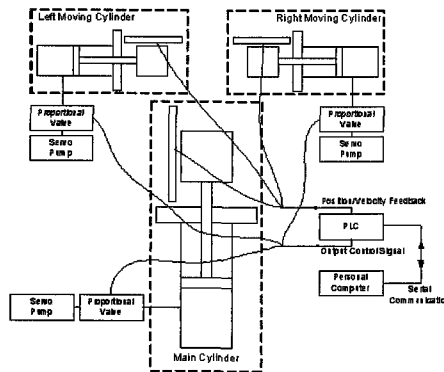 Left Moving Cylinder
Right Moving Cylinder
Proportional
Valve
Servo
Pump
Proportional
Valve
Servo
Pump
Position/Velocity Feedback
PLC
Output Control Signal
Personal
Computer
Serial
Communication
Servo
Pump
Proportional
Valve
Main Cylinder